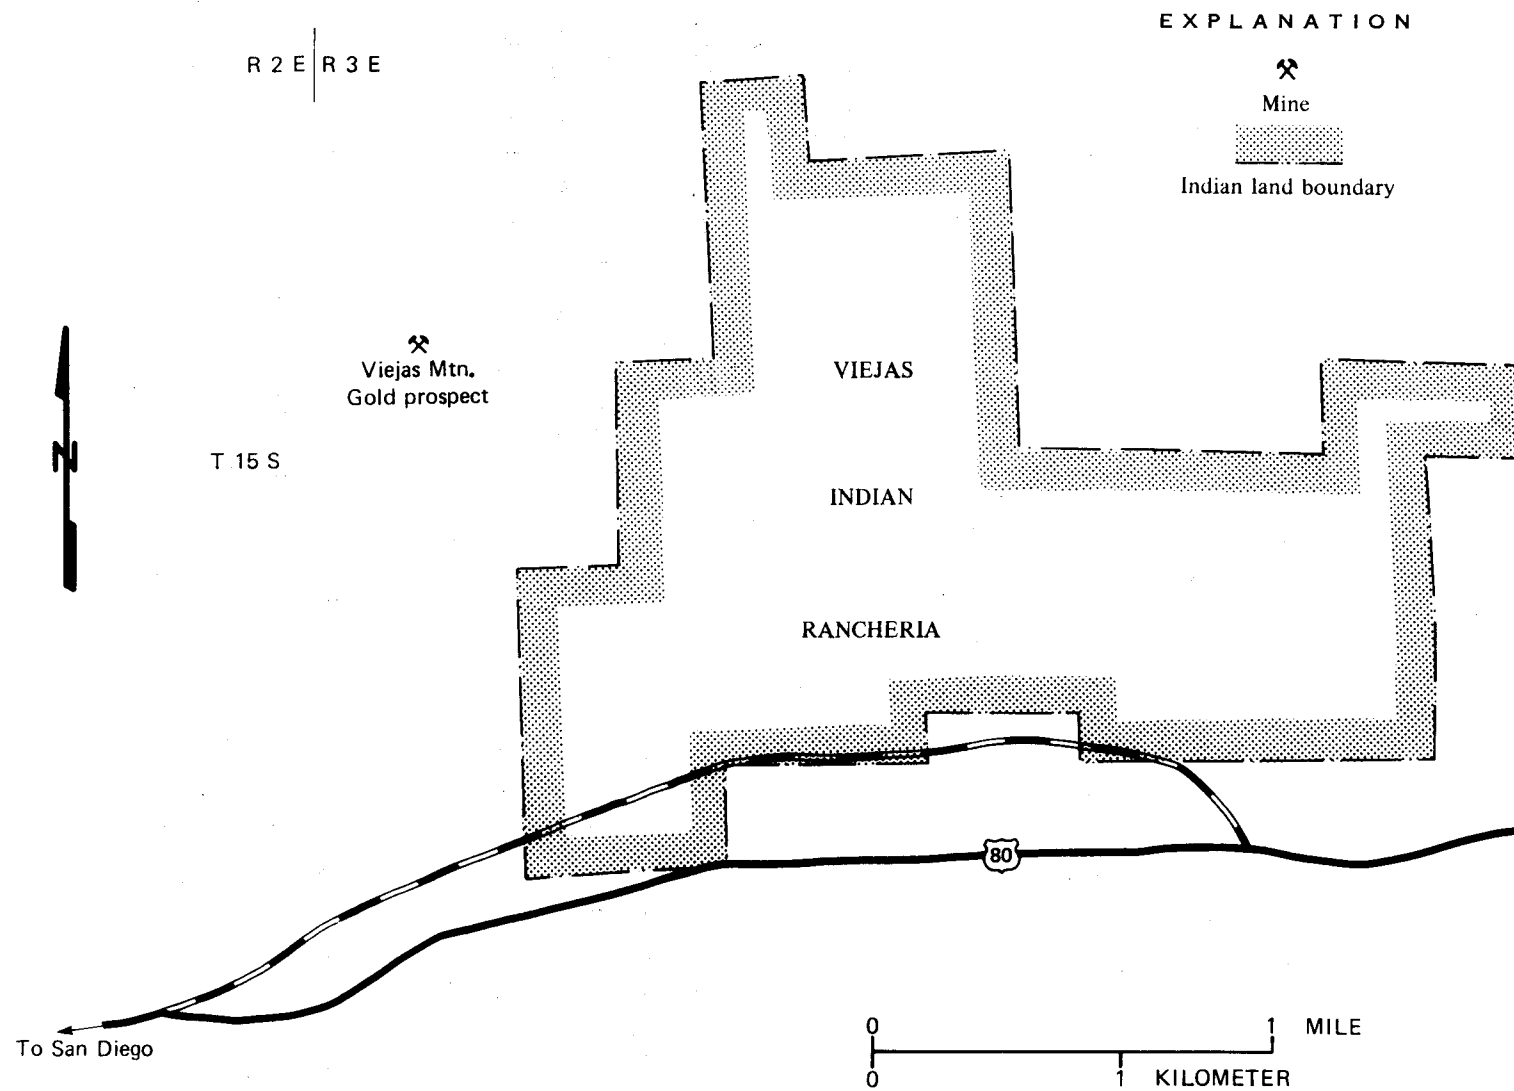 EXPLANATION
R 2 E R 3 E
Mine
Indian land boundary
Viejas Mtn.
Gold prospect
VIEJAS
N
T 15 S
INDIAN
RANCHERIA
80
To San Diego
0 1 MILE
0 1 KILOMETER